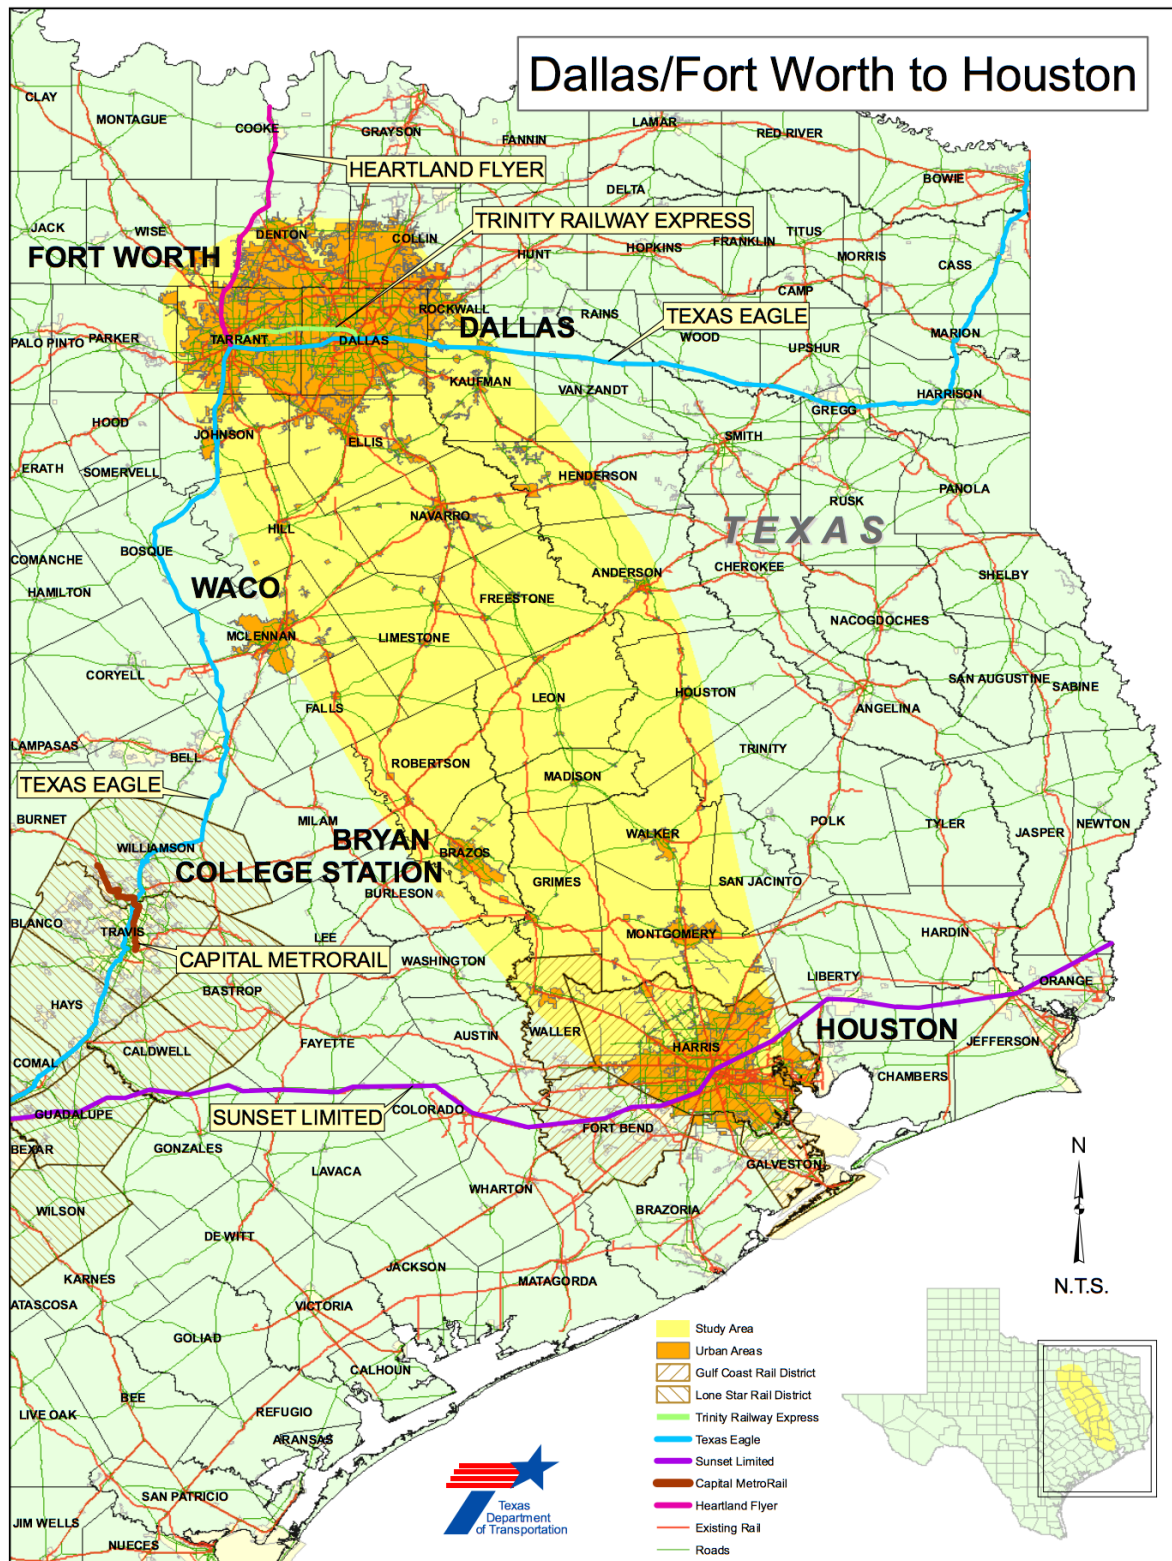 Dallas/Fort Worth to Houston
CLAY
MONTAGUE
COOKE
GRAYSON
FANNIN
LAMAR
RED RIVER
BOWIE
HEARTLAND FLYER
DELTA
TRINITY RAILWAY EXPRESS
JACK
WISE
DENTON
COLLIN
HUNT
HOPKINS
FRANKLIN
TITUS
MORRIS
CASS
FORT WORTH
CAMP
ROCKWALL
RAINS
TEXAS EAGLE
DALLAS
MARION
PALO PINTO
PARKER
TARRANT
DALLAS
WOOD
UPSHUR
KAUFMAN
VAN ZANDT
HARRISON
GREGG
HOOD
JOHNSON
ELLIS
SMITH
ERATH
SOMERVELL
HENDERSON
RUSK
PANOLA
HILL
NAVARRO
TEXAS
COMANCHE
BOSQUE
CHEROKEE
ANDERSON
SHELBY
HAMILTON
WACO
FREESTONE
NACOGDOCHES
MCLENNAN
LIMESTONE
CORYELL
SAN AUGUSTINE
SABINE
FALLS
LEON
HOUSTON
ANGELINA
LAMPASAS
BELL
TRINITY
ROBERTSON
MADISON
TEXAS EAGLE
BURNET
MILAM
POLK
TYLER
JASPER
NEWTON
WILLIAMSON
BRYAN
COLLEGE STATION
BRAZOS
WALKER
BURLESON
GRIMES
SAN JACINTO
BLANCO
TRAVIS
LEE
MONTGOMERY
HARDIN
CAPITAL METRORAIL
WASHINGTON
LIBERTY
ORANGE
HAYS
BASTROP
AUSTIN
WALLER
HOUSTON
FAYETTE
HARRIS
JEFFERSON
COMAL
CALDWELL
CHAMBERS
GUADALUPE
SUNSET LIMITED
COLORADO
FORT BEND
BEXAR
GONZALES
LAVACA
GALVESTON
WHARTON
WILSON
BRAZORIA
DE WITT
JACKSON
KARNES
MATAGORDA
ATASCOSA
VICTORIA
GOLIAD
CALHOUN
BEE
LIVE OAK
REFUGIO
ARANSAS
SAN PATRICIO
JIM WELLS
NUECES
N
N.T.S.
Study Area
Urban Areas
Gulf Coast Rail District
Lone Star Rail District
Trinity Railway Express
Texas Eagle
Sunset Limited
Capital MetroRail
Heartland Flyer
Existing Rail
Roads
Texas
Department
of Transportation